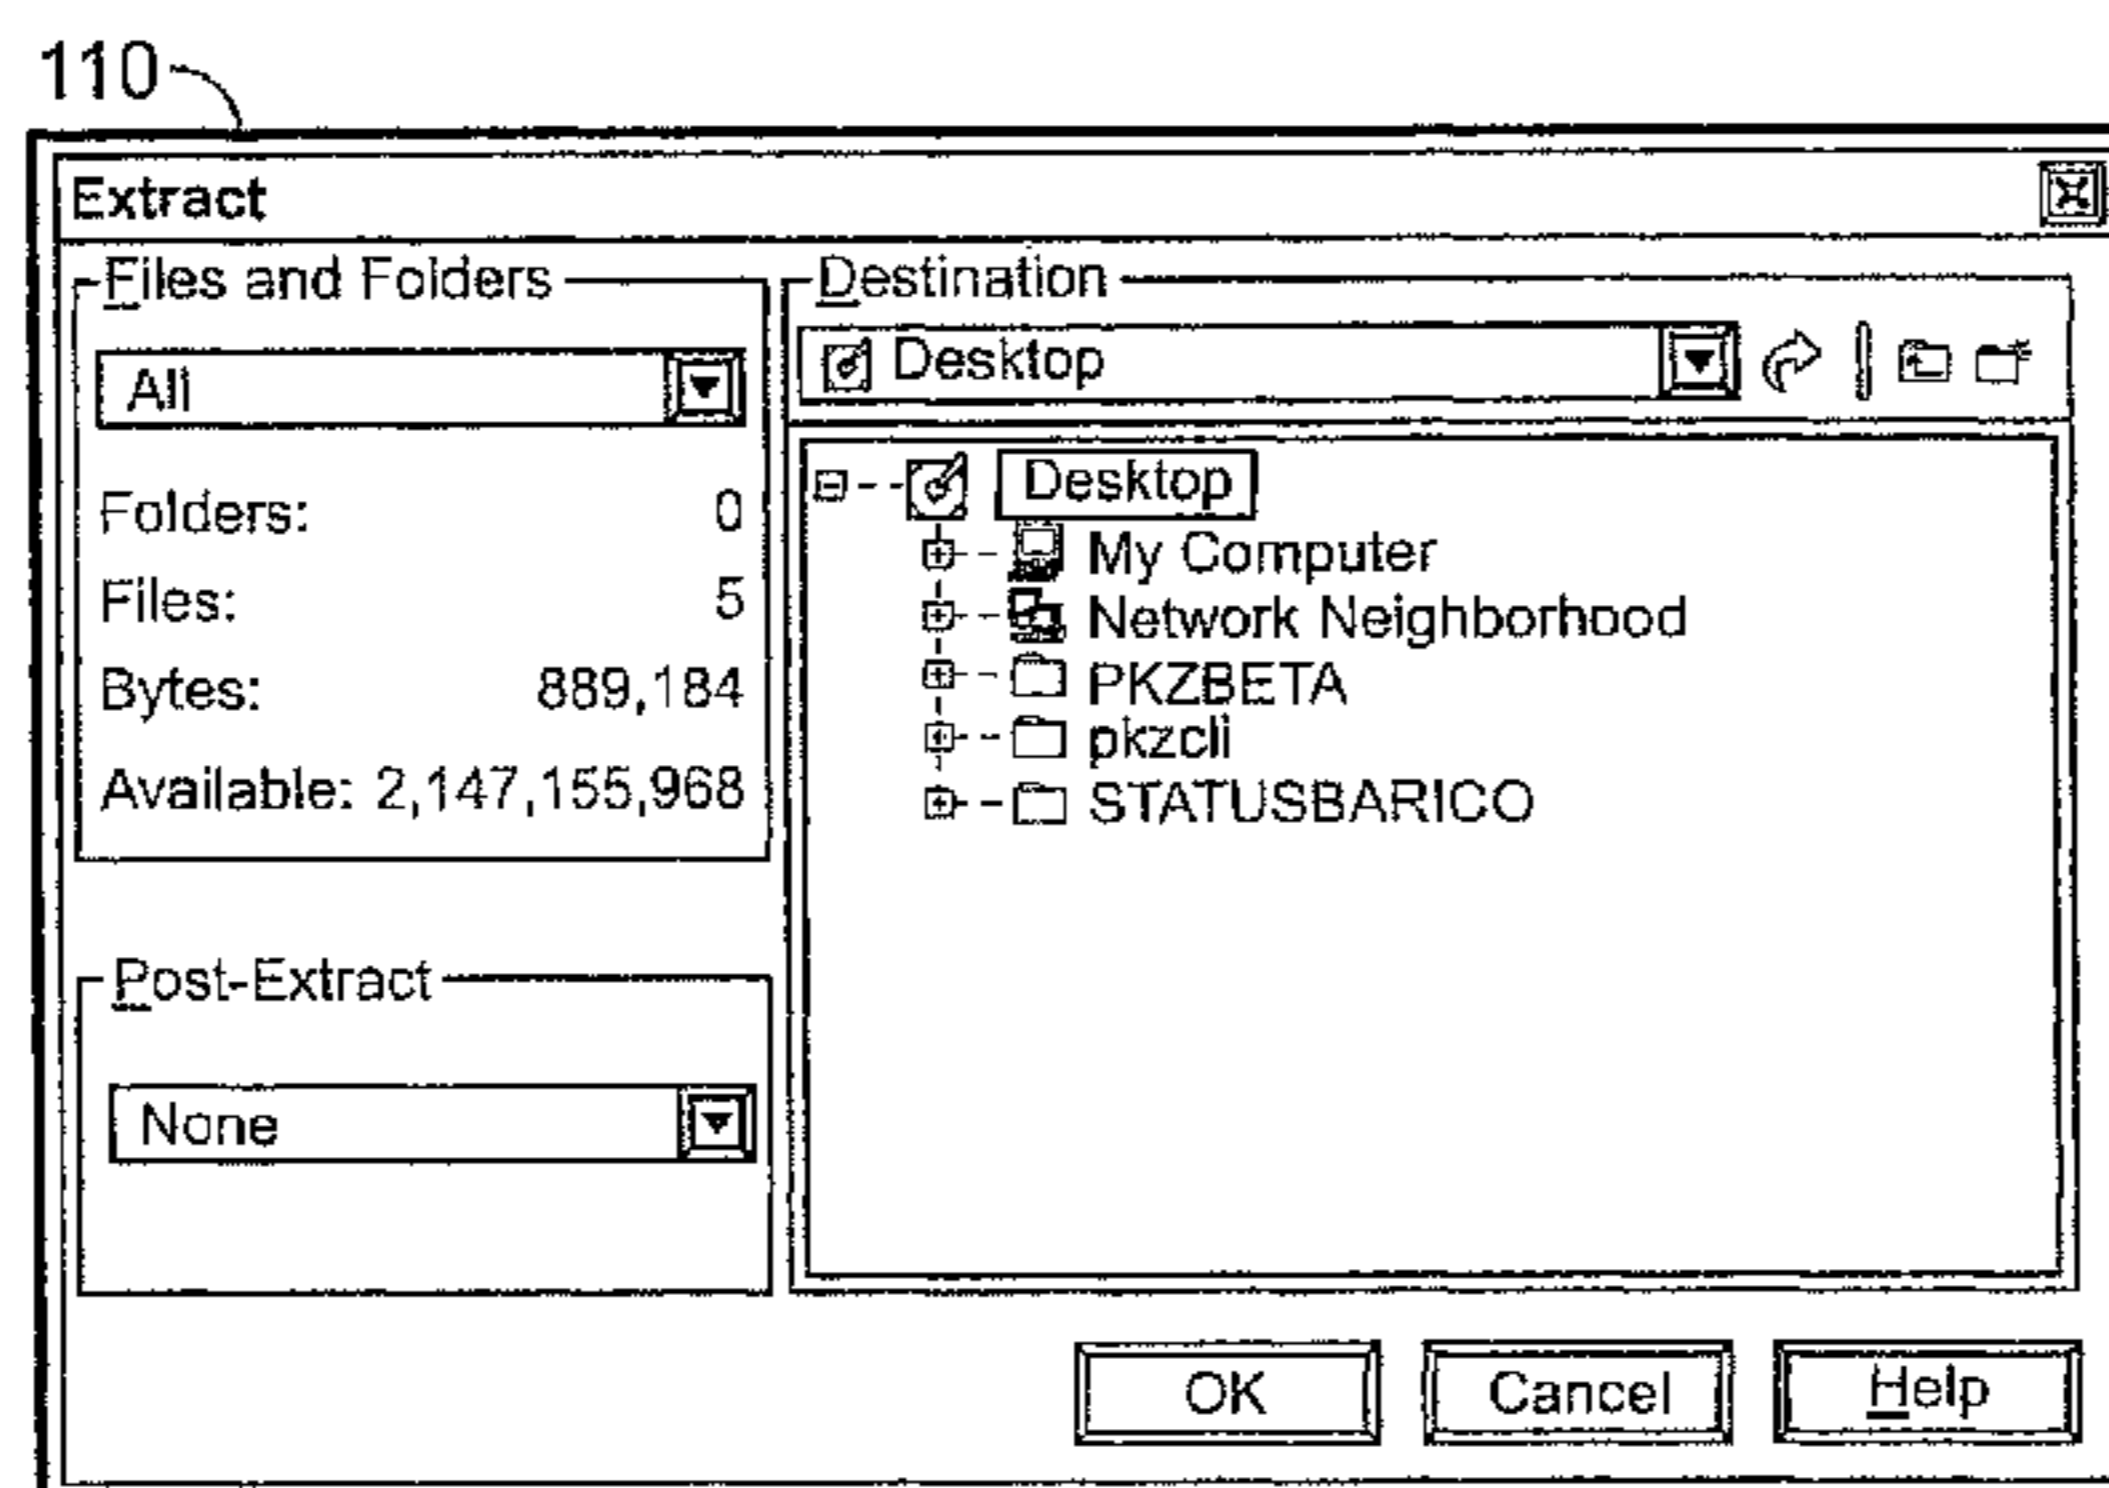 110
Extract
Files and Folders
All
Folders: 0
Files: 5
Bytes: 889,184
Available: 2,147,155,968
Post-Extract
None
Destination
Desktop
Desktop
My Computer
Network Neighborhood
PKZBETA
pkzcli
STATUSBARICO
OK Cancel Help